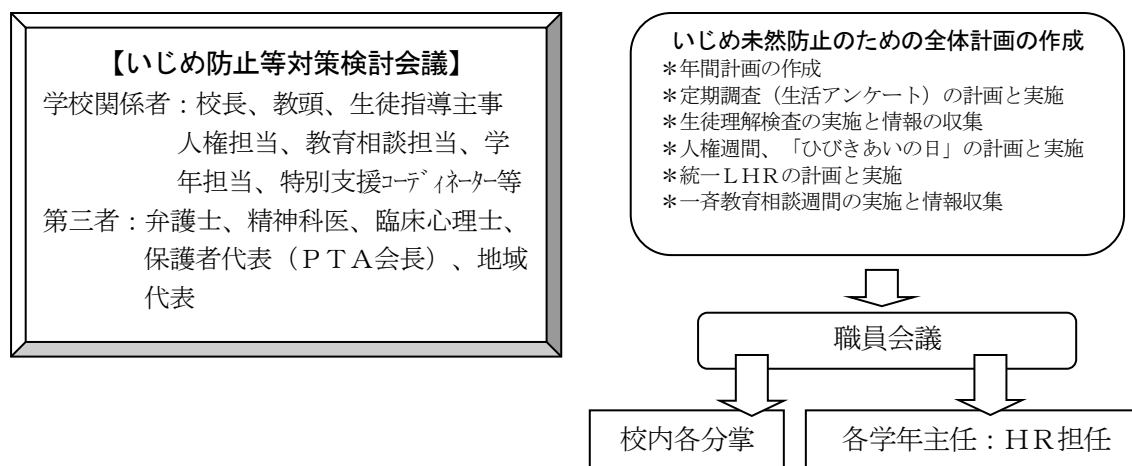 【いじめ防止等対策検討会議】
学校関係者：校長、教頭、生徒指導主事
人権担当、教育相談担当、学
年担当、特別支援ｺｰﾃﾞｨﾈｰﾀｰ等
第三者：弁護士、精神科医、臨床心理士、
保護者代表（ＰＴＡ会長）、地域
代表
いじめ未然防止のための全体計画の作成
＊年間計画の作成
＊定期調査（生活アンケート）の計画と実施
＊生徒理解検査の実施と情報の収集
＊人権週間、「ひびきあいの日」の計画と実施
＊統一ＬＨＲの計画と実施
＊一斉教育相談週間の実施と情報収集
職員会議
校内各分掌
各学年主任：ＨＲ担任